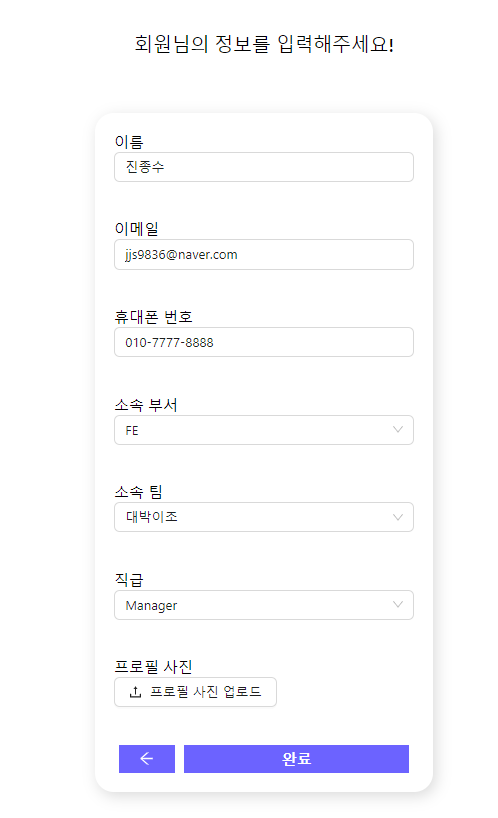 회원님의 정보를 입력해주세요!
이름
진종수
이메일
jjs9836@naver.com
휴대폰 번호
010-7777-8888
소속 부서
FE
소속 팀
대박이조
직급
Manager
프로필 사진
프로필 사진 업로드
완료